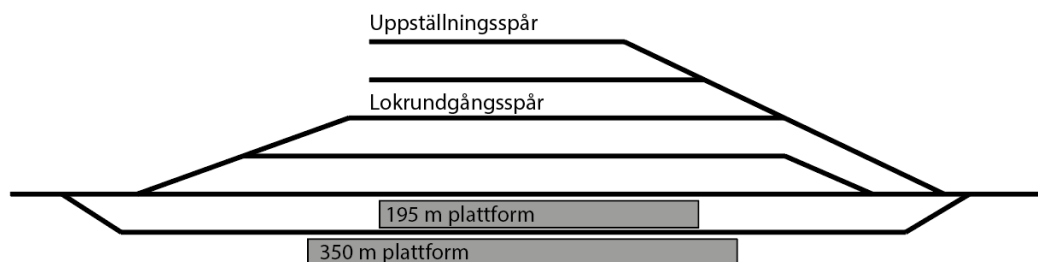 Uppställningsspår
Lokrundgångsspår
195 m plattform
350 m plattform